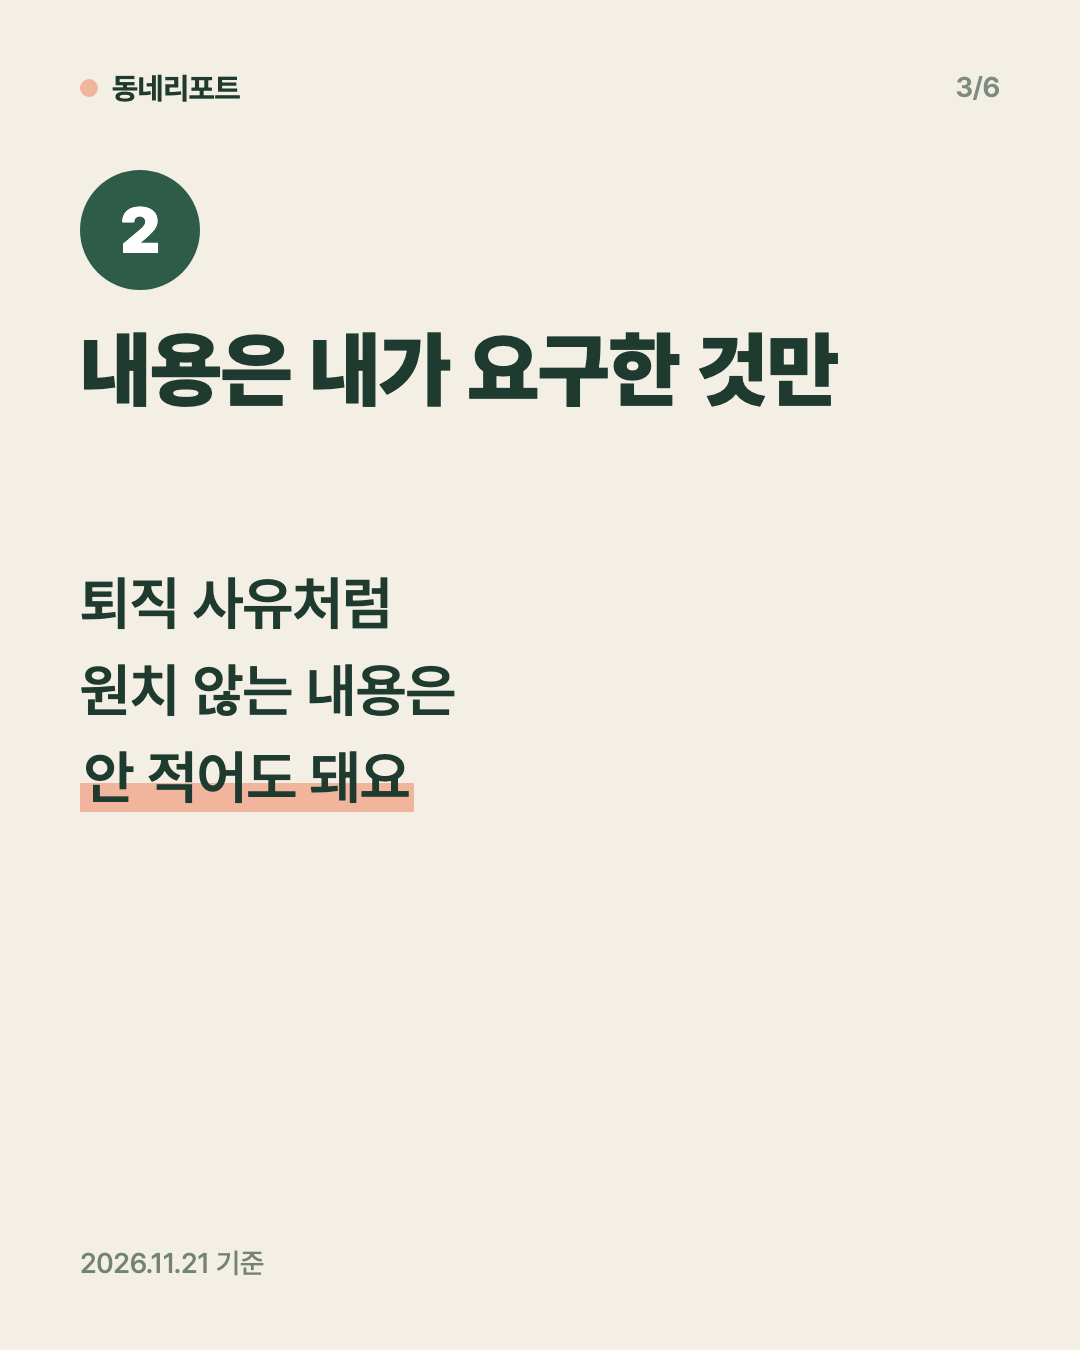 동네리포트
3/6
2
내용은 내가 요구한 것만
퇴직 사유처럼
원치 않는 내용은
안 적어도 돼요
2026.11.21 기준